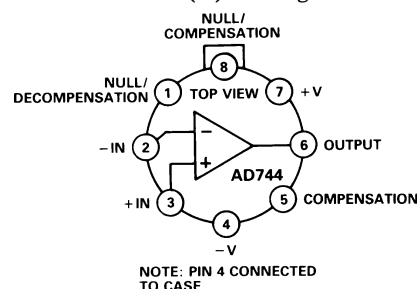 NULL/
COMPENSATION
8
NULL/
DECOMPENSATION
1
TOP VIEW
7
+V
–IN
2
–
6
OUTPUT
+
AD744
+IN
3
5
COMPENSATION
4
–V
NOTE: PIN 4 CONNECTED
TO CASE